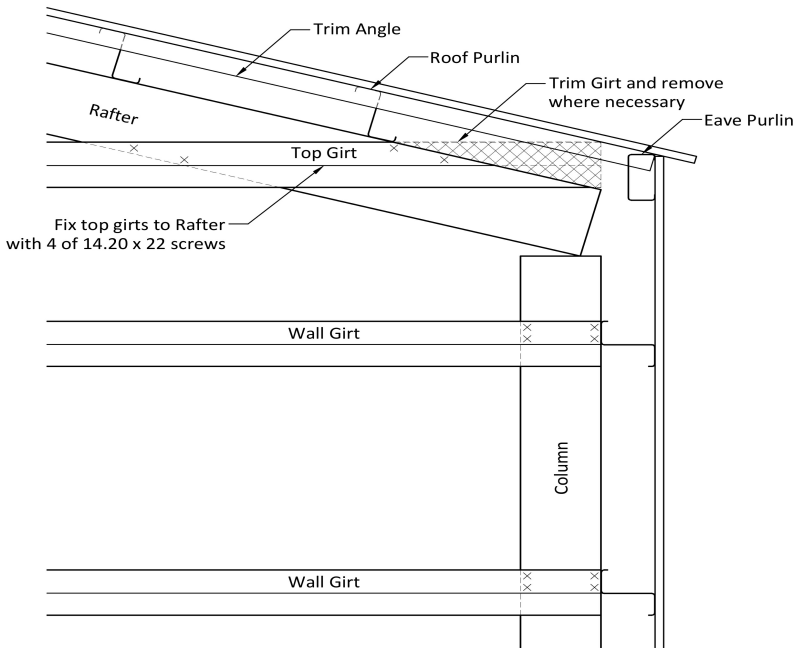 Trim Angle
Roof Purlin
Trim Girt and remove
where necessary
Eave Purlin
Rafter
Top Girt
Fix top girts to Rafter
with 4 of 14.20 x 22 screws
Wall Girt
Column
Wall Girt